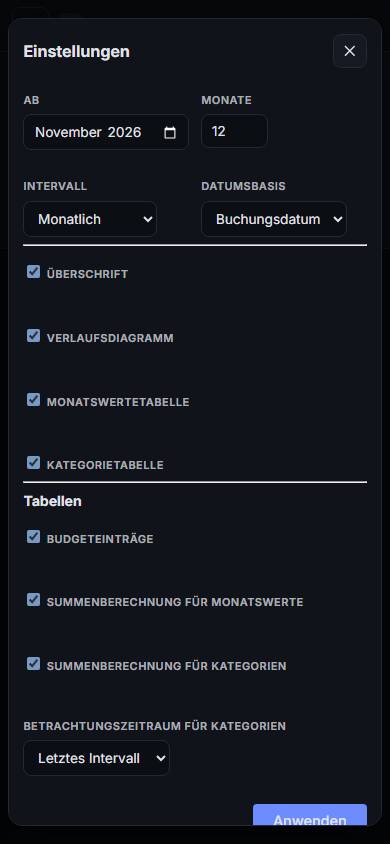 Einstellungen
AB MONATE
November 2026 12
INTERVALL DATUMSBASIS
Monatlich Buchungsdatum
ÜBERSCHRIFT
VERLAUFSDIAGRAMM
MONATSWERTETABELLE
KATEGORIETABELLE
Tabellen
BUDGETEINTRÄGE
SUMMENBERECHNUNG FÜR MONATSWERTE
SUMMENBERECHNUNG FÜR KATEGORIEN
BETRACHTUNGSZEITRAUM FÜR KATEGORIEN
Letztes Intervall
Anwenden